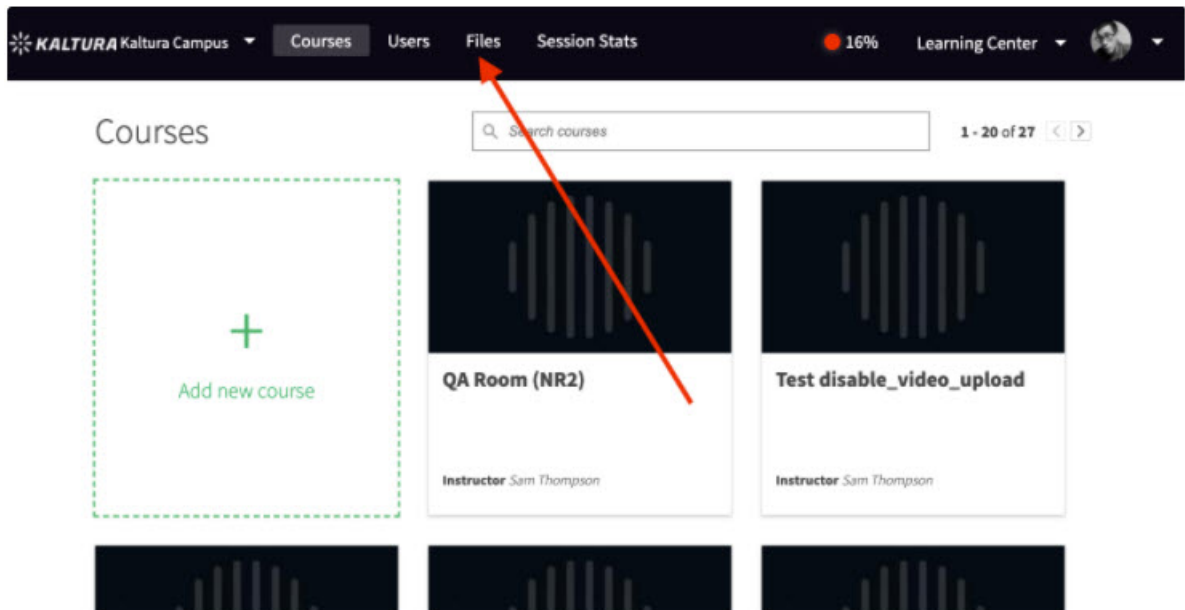 KALTURA Kaltura Campus Courses Users Files Session Stats 16% Learning Center
Courses Search courses 1 - 20 of 27
Add new course
QA Room (NR2) Test disable_video_upload
Instructor Sam Thompson Instructor Sam Thompson